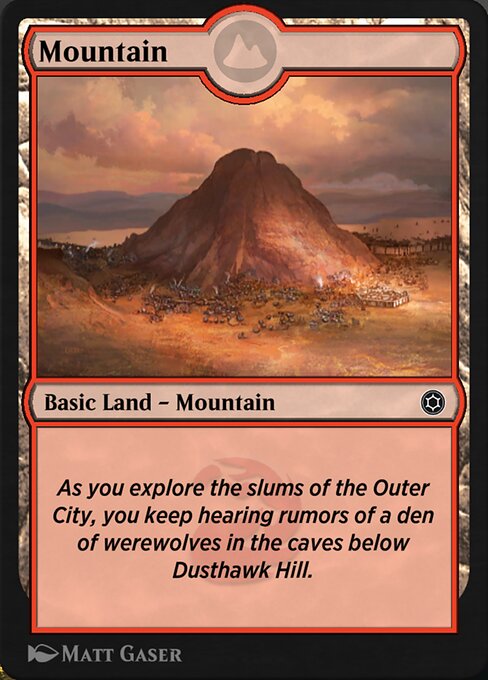 Mountain
Basic Land – Mountain
As you explore the slums of the Outer
City, you keep hearing rumors of a den
of werewolves in the caves below
Dusthawk Hill.
Matt Gaser